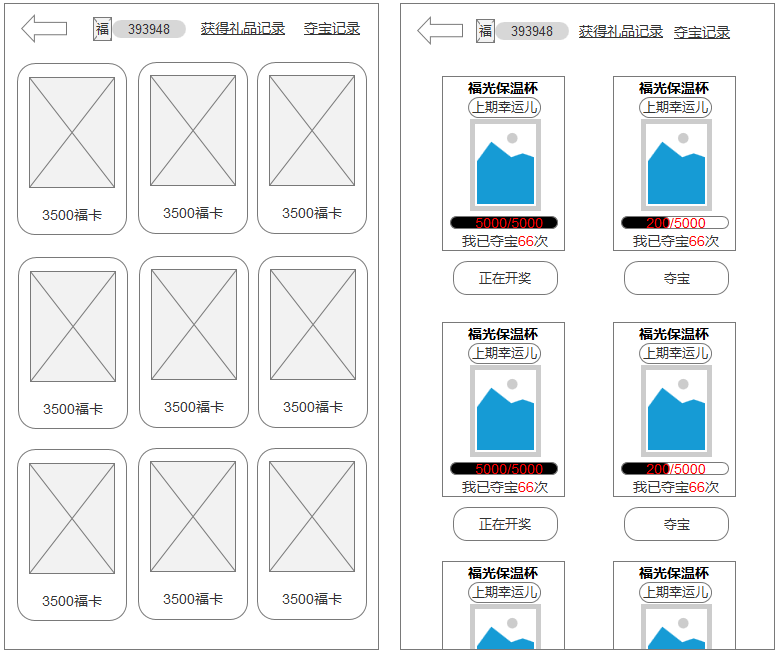 福 393948 获得礼品记录 夺宝记录
3500福卡 3500福卡 3500福卡
3500福卡 3500福卡 3500福卡
3500福卡 3500福卡 3500福卡
福 393948 获得礼品记录 夺宝记录
福光保温杯 福光保温杯
上期幸运儿 上期幸运儿
5000/5000 200/5000
我已夺宝66次 我已夺宝66次
正在开奖 夺宝
福光保温杯 福光保温杯
上期幸运儿 上期幸运儿
5000/5000 200/5000
我已夺宝66次 我已夺宝66次
正在开奖 夺宝
福光保温杯 福光保温杯
上期幸运儿 上期幸运儿